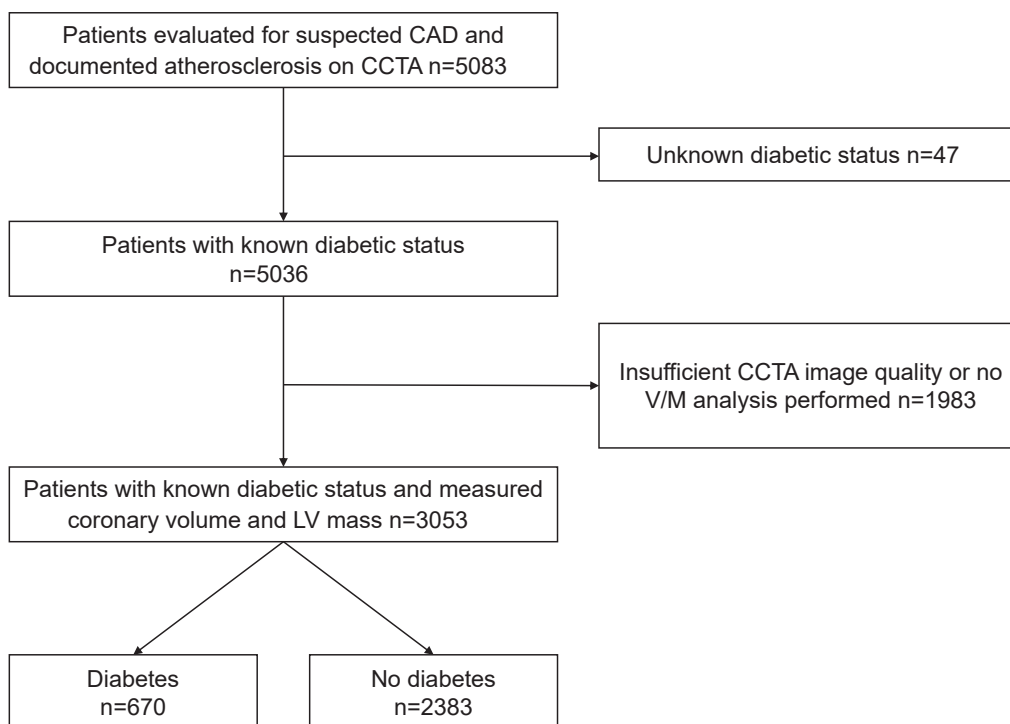 Patients evaluated for suspected CAD and
documented atherosclerosis on CCTA n=5083
Unknown diabetic status n=47
Patients with known diabetic status
n=5036
Insufficient CCTA image quality or no
V/M analysis performed n=1983
Patients with known diabetic status and measured
coronary volume and LV mass n=3053
Diabetes
n=670
No diabetes
n=2383